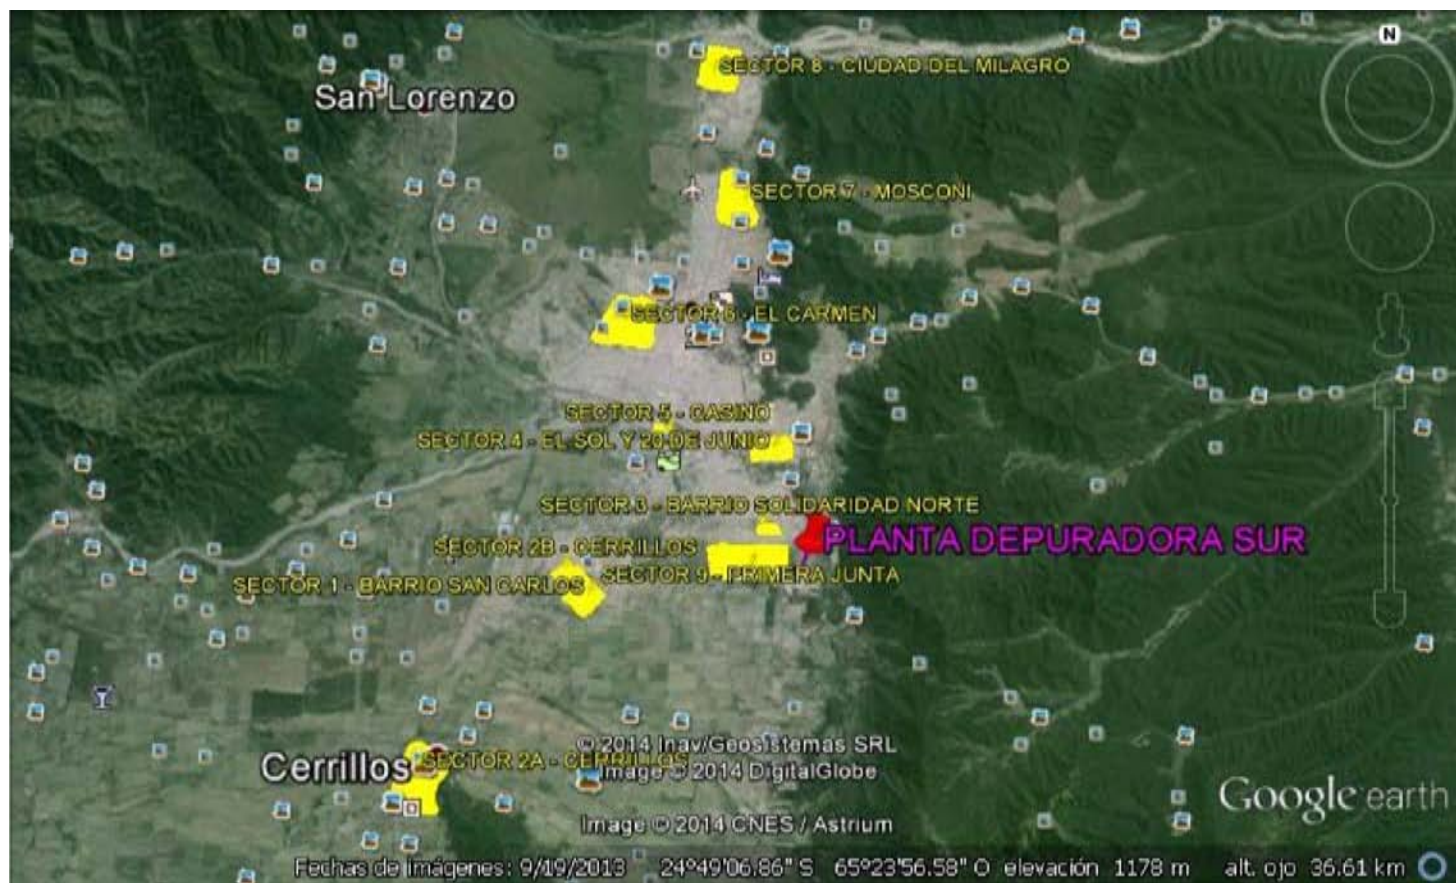 N
SECTOR 8 - CIUDAD DEL MILAGRO
San Lorenzo
SECTOR 7 - MOSCONI
SECTOR 6 - EL CARMEN
SECTOR 5 - CASINO
SECTOR 4 - EL SOL Y 20 DE JUNIO
SECTOR 3 - BARRIO SOLIDARIDAD NORTE
PLANTA DEPURADORA SUR
SECTOR 2B - CERRILLOS
SECTOR 9 - PRIMERA JUNTA
SECTOR 1 - BARRIO SAN CARLOS
© 2014 Inav/Geosistemas SRL
SECTOR 2A - CERRILLOS
Cerrillos
Image © 2014 DigitalGlobe
Google earth
Image © 2014 CNES / Astrium
Fechas de imágenes: 9/19/2013 24°49'06.86" S 65°23'56.58" O elevación 1178 m alt. ojo 36.61 km